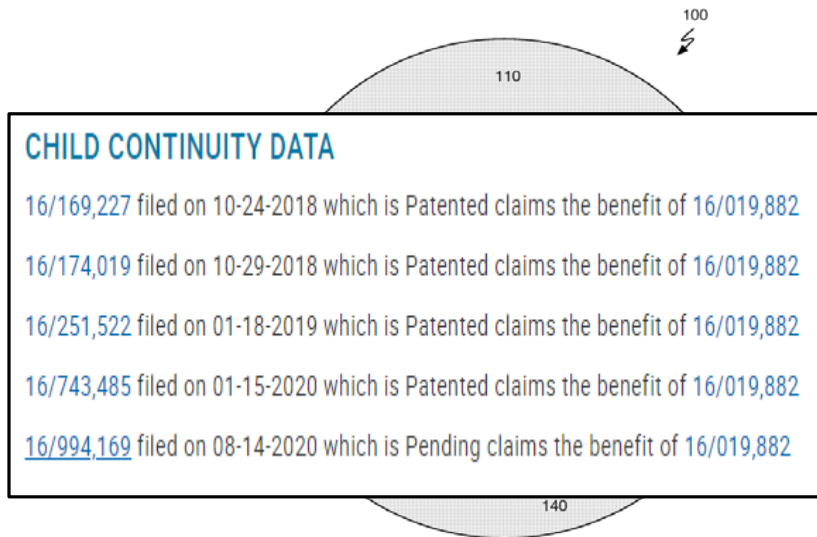 100
110
CHILD CONTINUITY DATA
16/169,227 filed on 10-24-2018 which is Patented claims the benefit of 16/019,882
16/174,019 filed on 10-29-2018 which is Patented claims the benefit of 16/019,882
16/251,522 filed on 01-18-2019 which is Patented claims the benefit of 16/019,882
16/743,485 filed on 01-15-2020 which is Patented claims the benefit of 16/019,882
16/994,169 filed on 08-14-2020 which is Pending claims the benefit of 16/019,882
140